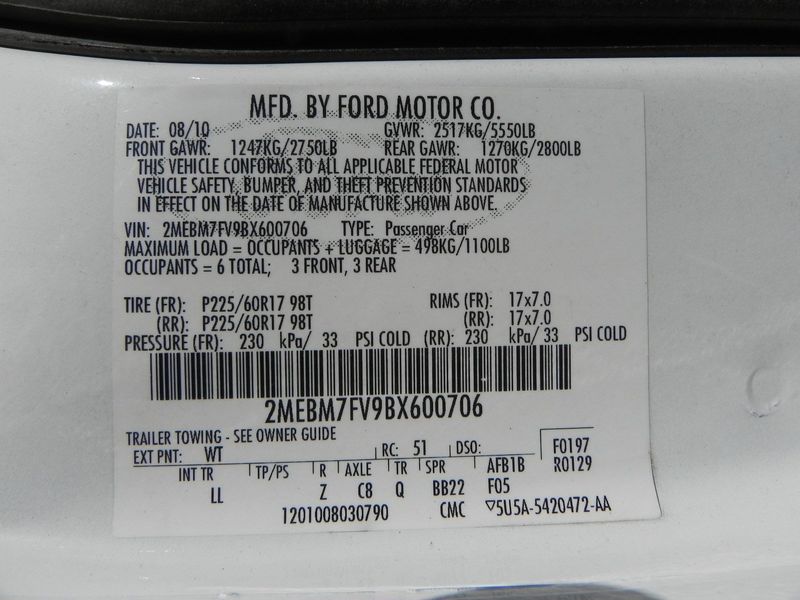 MFD. BY FORD MOTOR CO.
DATE: 08/10 GVWR: 2517KG/5550LB
FRONT GAWR: 1247KG/2750LB REAR GAWR: 1270KG/2800LB
THIS VEHICLE CONFORMS TO ALL APPLICABLE FEDERAL MOTOR
VEHICLE SAFETY, BUMPER, AND THEFT PREVENTION STANDARDS
IN EFFECT ON THE DATE OF MANUFACTURE SHOWN ABOVE.
VIN: 2MEBM7FV9BX600706 TYPE: Passenger Car
MAXIMUM LOAD = OCCUPANTS + LUGGAGE = 498KG/1100LB
OCCUPANTS = 6 TOTAL; 3 FRONT, 3 REAR
TIRE (FR): P225/60R17 98T RIMS (FR): 17x7.0
(RR): P225/60R17 98T (RR): 17x7.0
PRESSURE (FR): 230 kPa/ 33 PSI COLD (RR): 230 kPa/ 33 PSI COLD
2MEBM7FV9BX600706
TRAILER TOWING - SEE OWNER GUIDE
EXT PNT: WT RC: 51 DSO: F0197
INT TR TP/PS R AXLE TR SPR AFB1B R0129
LL Z C8 Q BB22 F05
1201008030790 CMC ▽5U5A-5420472-AA